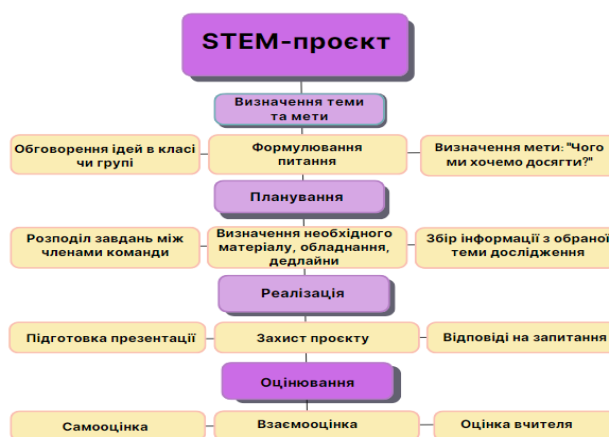 STEM-проєкт
Визначення теми
та мети
Обговорення ідей в класі
чи групі
Формулювання
питання
Визначення мети: "Чого
ми хочемо досягти?"
Планування
Розподіл завдань між
членами команди
Визначення необхідного
матеріалу, обладнання,
дедлайни
Збір інформації з обраної
теми дослідження
Реалізація
Підготовка презентації
Захист проєкту
Відповіді на запитання
Оцінювання
Самооцінка
Взаємооцінка
Оцінка вчителя